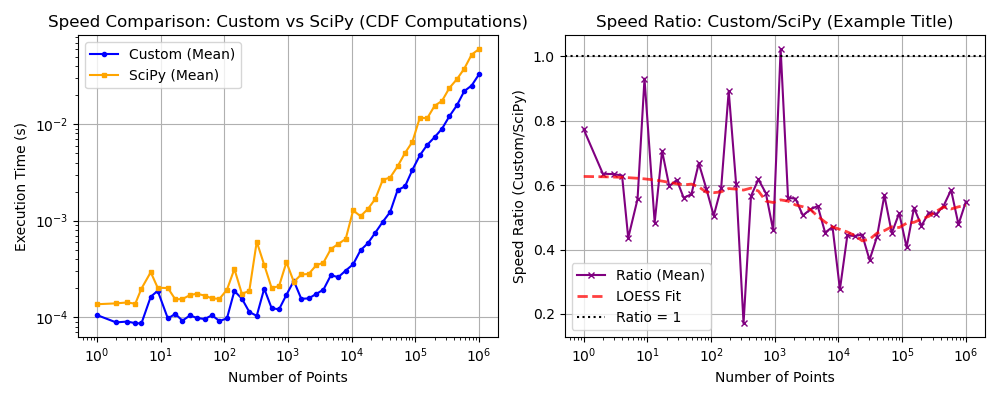 Speed Comparison: Custom vs SciPy (CDF Computations)
Custom (Mean)
SciPy (Mean)
Execution Time (s)
10⁻²
10⁻³
10⁻⁴
10⁰ 10¹ 10² 10³ 10⁴ 10⁵ 10⁶
Number of Points
Speed Ratio: Custom/SciPy (Example Title)
Speed Ratio (Custom/SciPy)
1.0
0.8
0.6
0.4
0.2
Ratio (Mean)
LOESS Fit
Ratio = 1
10⁰ 10¹ 10² 10³ 10⁴ 10⁵ 10⁶
Number of Points